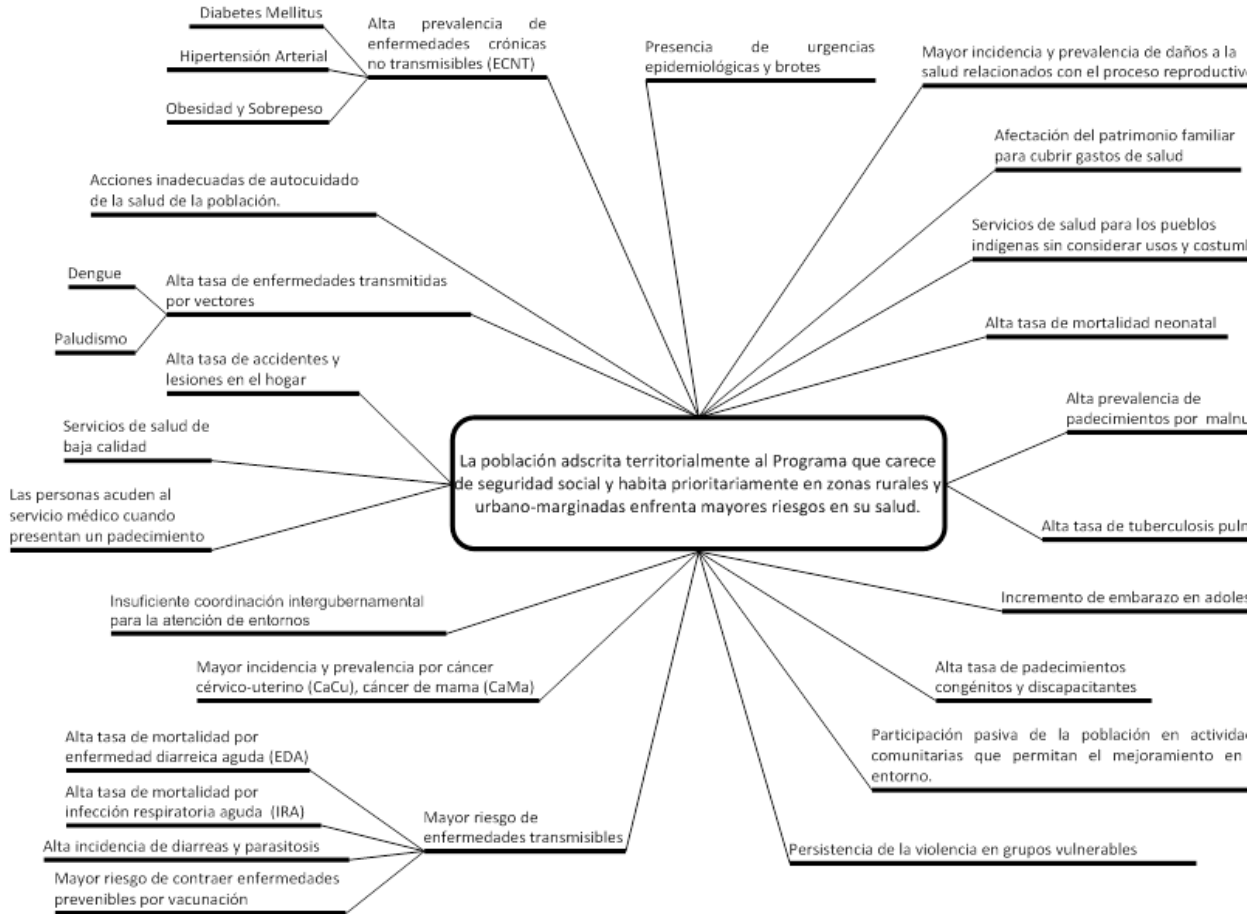 Diabetes Mellitus
Hipertensión Arterial
Obesidad y Sobrepeso
Alta prevalencia de
enfermedades crónicas
no transmisibles (ECNT)
Presencia de urgencias
epidemiológicas y brotes
Mayor incidencia y prevalencia de daños a la
salud relacionados con el proceso reproductiv
Afectación del patrimonio familiar
para cubrir gastos de salud
Acciones inadecuadas de autocuidado
de la salud de la población.
Servicios de salud para los pueblos
indígenas sin considerar usos y costum
Dengue
Paludismo
Alta tasa de enfermedades transmitidas
por vectores
Alta tasa de mortalidad neonatal
Alta tasa de accidentes y
lesiones en el hogar
Alta prevalencia de
padecimientos por malnu
Servicios de salud de
baja calidad
La población adscrita territorialmente al Programa que carece
de seguridad social y habita prioritariamente en zonas rurales y
urbano-marginadas enfrenta mayores riesgos en su salud.
Las personas acuden al
servicio médico cuando
presentan un padecimiento
Alta tasa de tuberculosis pulm
Insuficiente coordinación intergubernamental
para la atención de entornos
Incremento de embarazo en adoles
Mayor incidencia y prevalencia por cáncer
cérvico-uterino (CaCu), cáncer de mama (CaMa)
Alta tasa de padecimientos
congénitos y discapacitantes
Participación pasiva de la población en activida
comunitarias que permitan el mejoramiento en
entorno.
Alta tasa de mortalidad por
enfermedad diarreica aguda (EDA)
Alta tasa de mortalidad por
infección respiratoria aguda (IRA)
Alta incidencia de diarreas y parasitosis
Mayor riesgo de contraer enfermedades
prevenibles por vacunación
Mayor riesgo de
enfermedades transmisibles
Persistencia de la violencia en grupos vulnerables